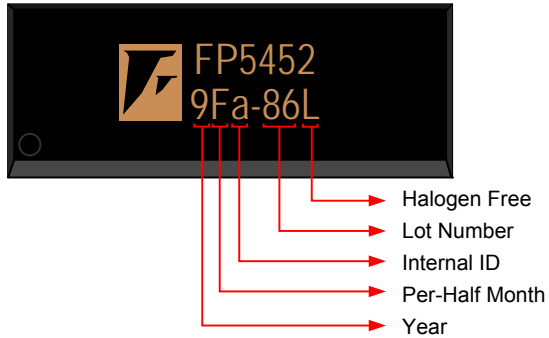 FP5452
9Fa-86L
Halogen Free
Lot Number
Internal ID
Per-Half Month
Year